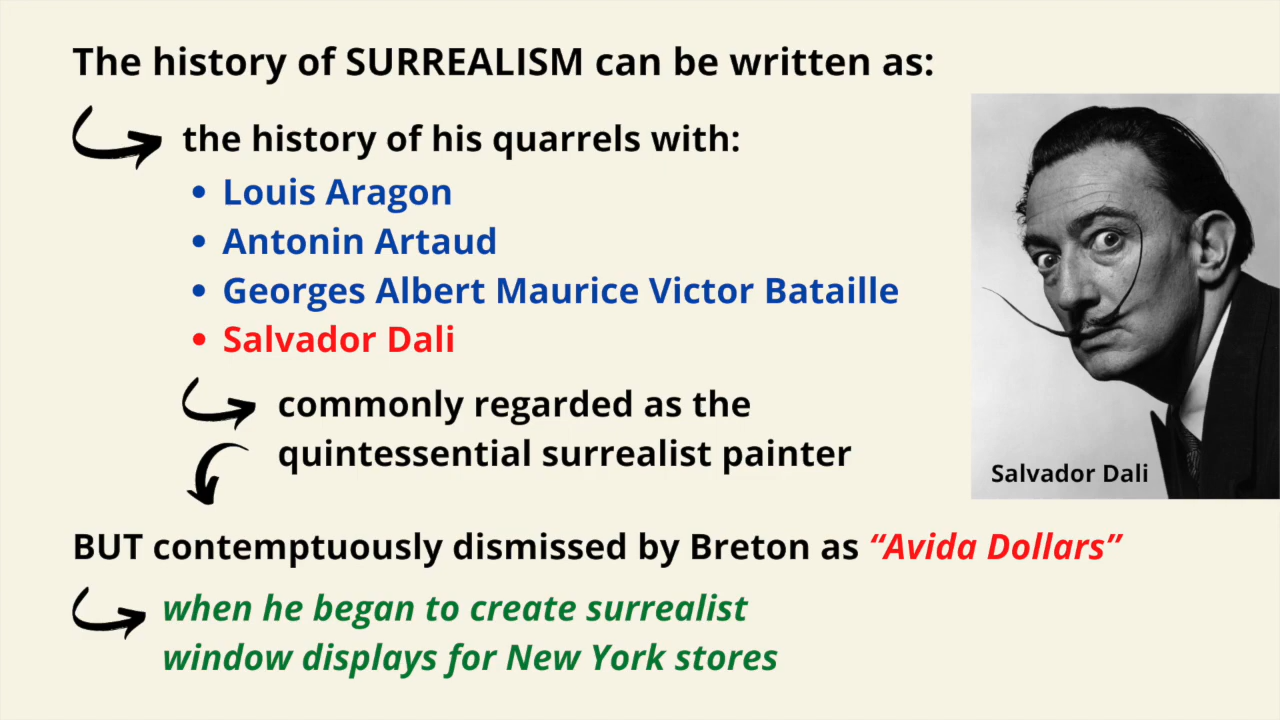 The history of SURREALISM can be written as:
the history of his quarrels with:
• Louis Aragon
• Antonin Artaud
• Georges Albert Maurice Victor Bataille
• Salvador Dali
commonly regarded as the
quintessential surrealist painter
Salvador Dali
BUT contemptuously dismissed by Breton as “Avida Dollars”
when he began to create surrealist
window displays for New York stores